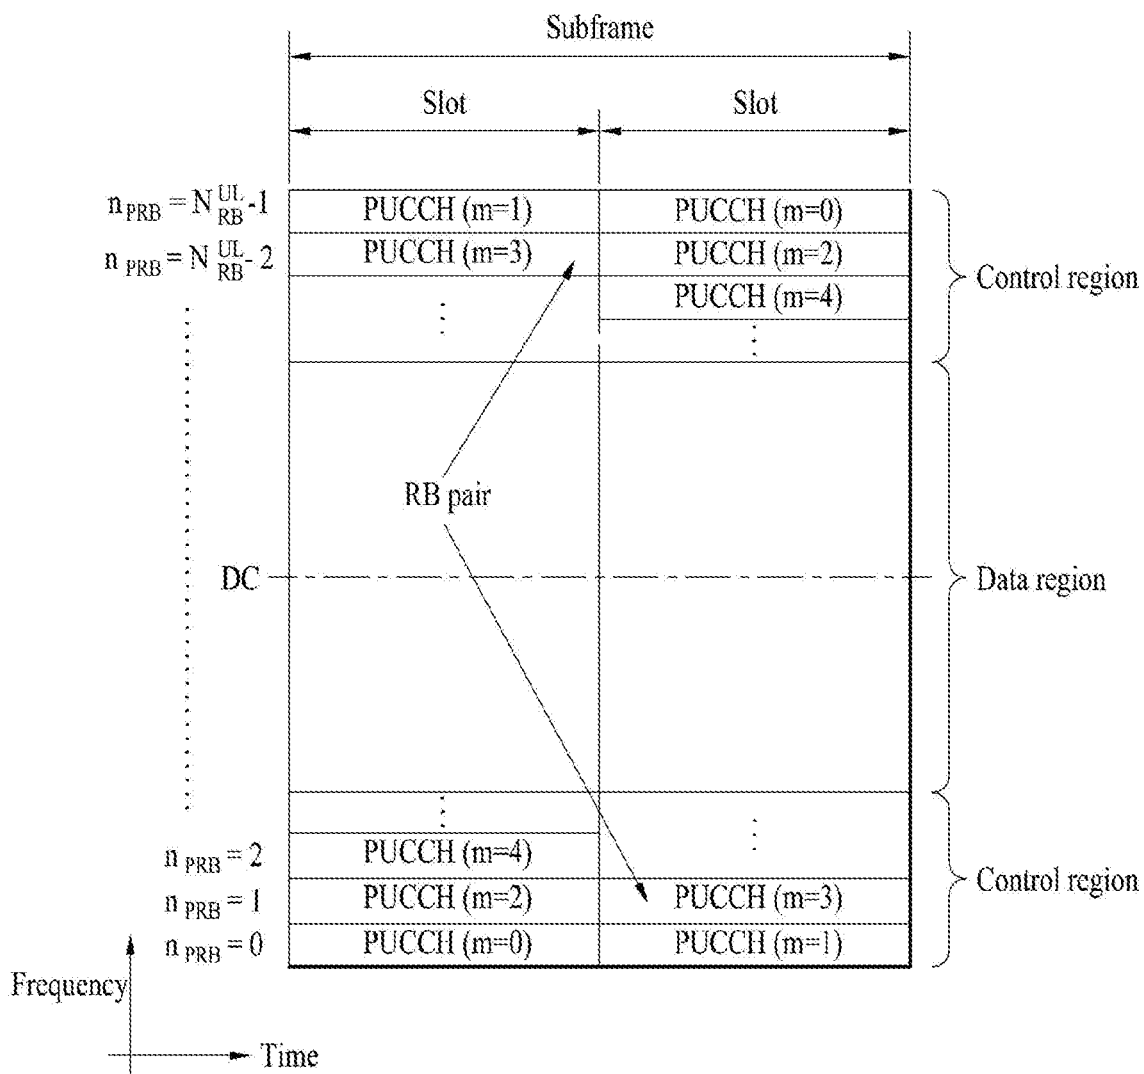 Subframe
Slot Slot
n PRB = N UL RB -1 PUCCH (m=1) PUCCH (m=0)
n PRB = N UL RB - 2 PUCCH (m=3) PUCCH (m=2)
PUCCH (m=4)
Control region
RB pair
DC
Data region
n PRB = 2 PUCCH (m=4)
Control region
n PRB = 1 PUCCH (m=2) PUCCH (m=3)
n PRB = 0 PUCCH (m=0) PUCCH (m=1)
Frequency
Time